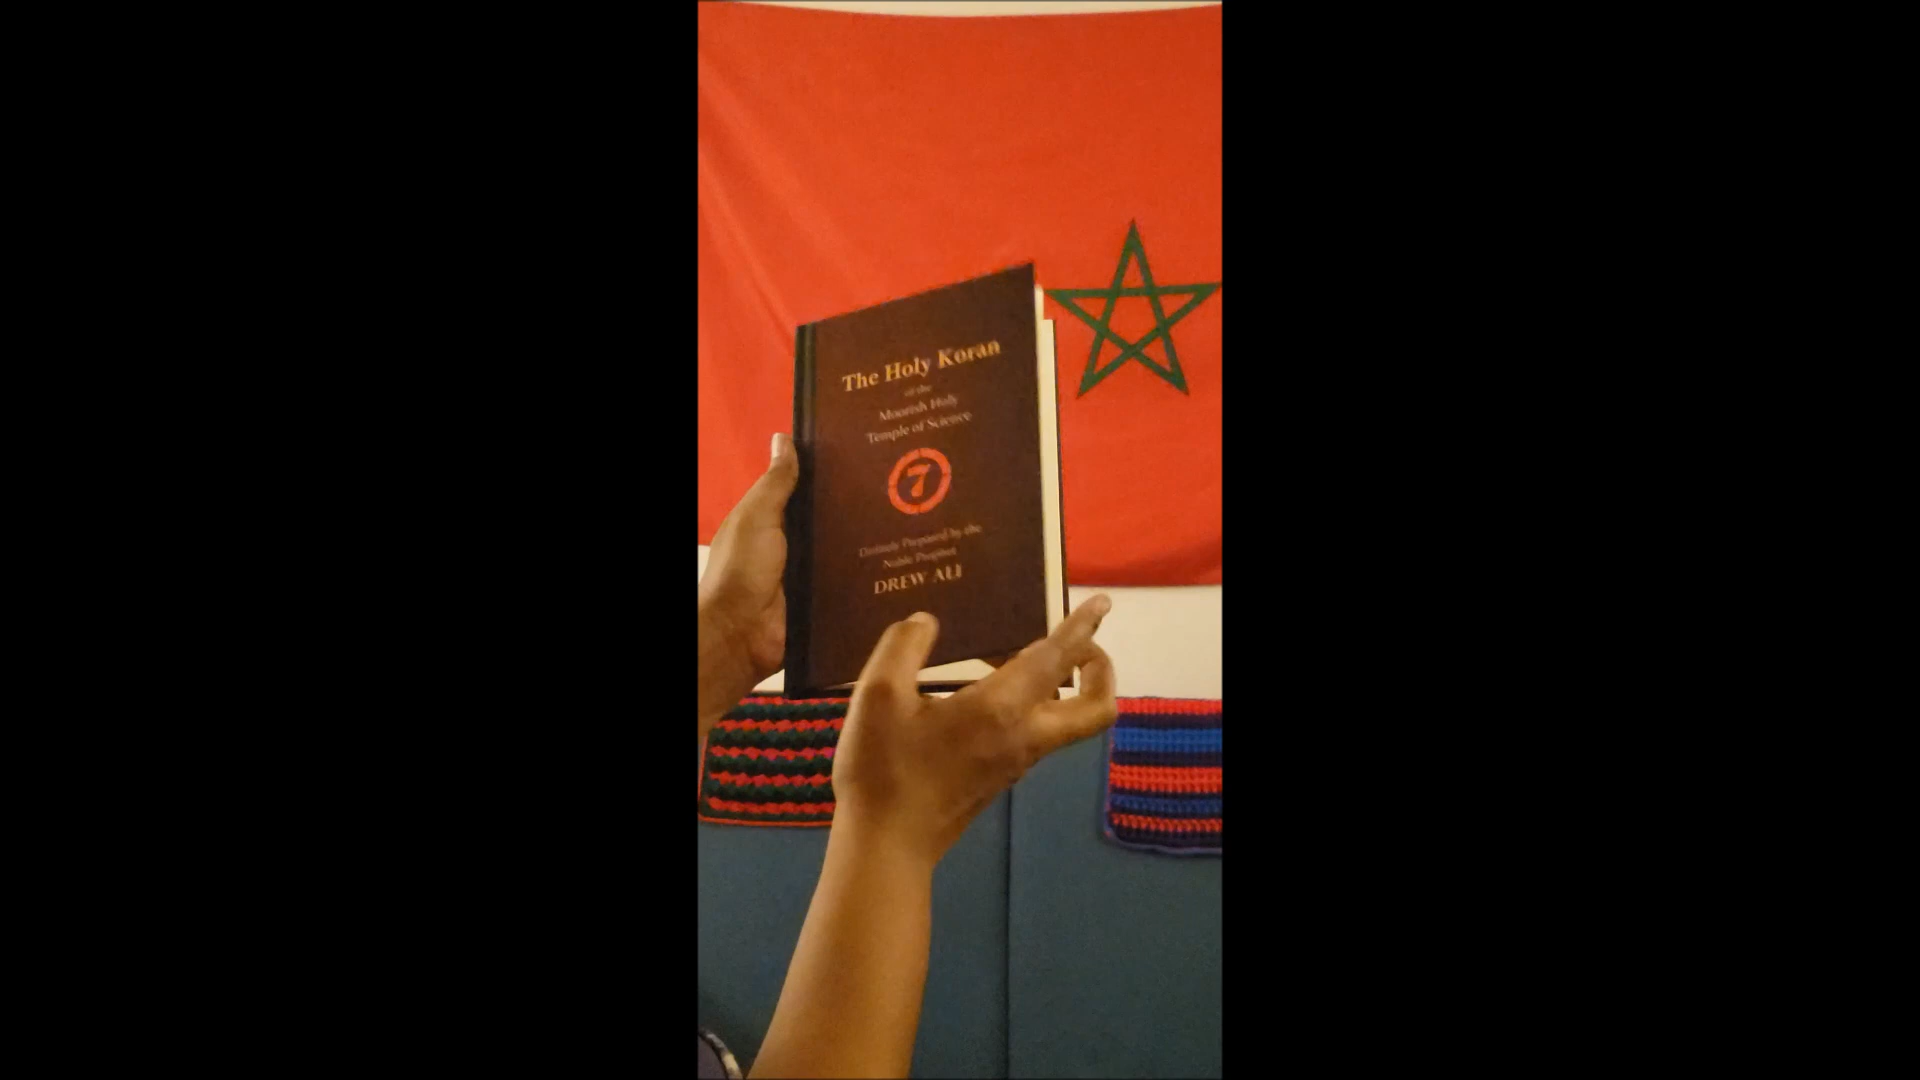 The Holy Koran
of the
Moorish Holy
Temple of Science
7
Divinely Prepared by the
Noble Prophet
DREW ALI